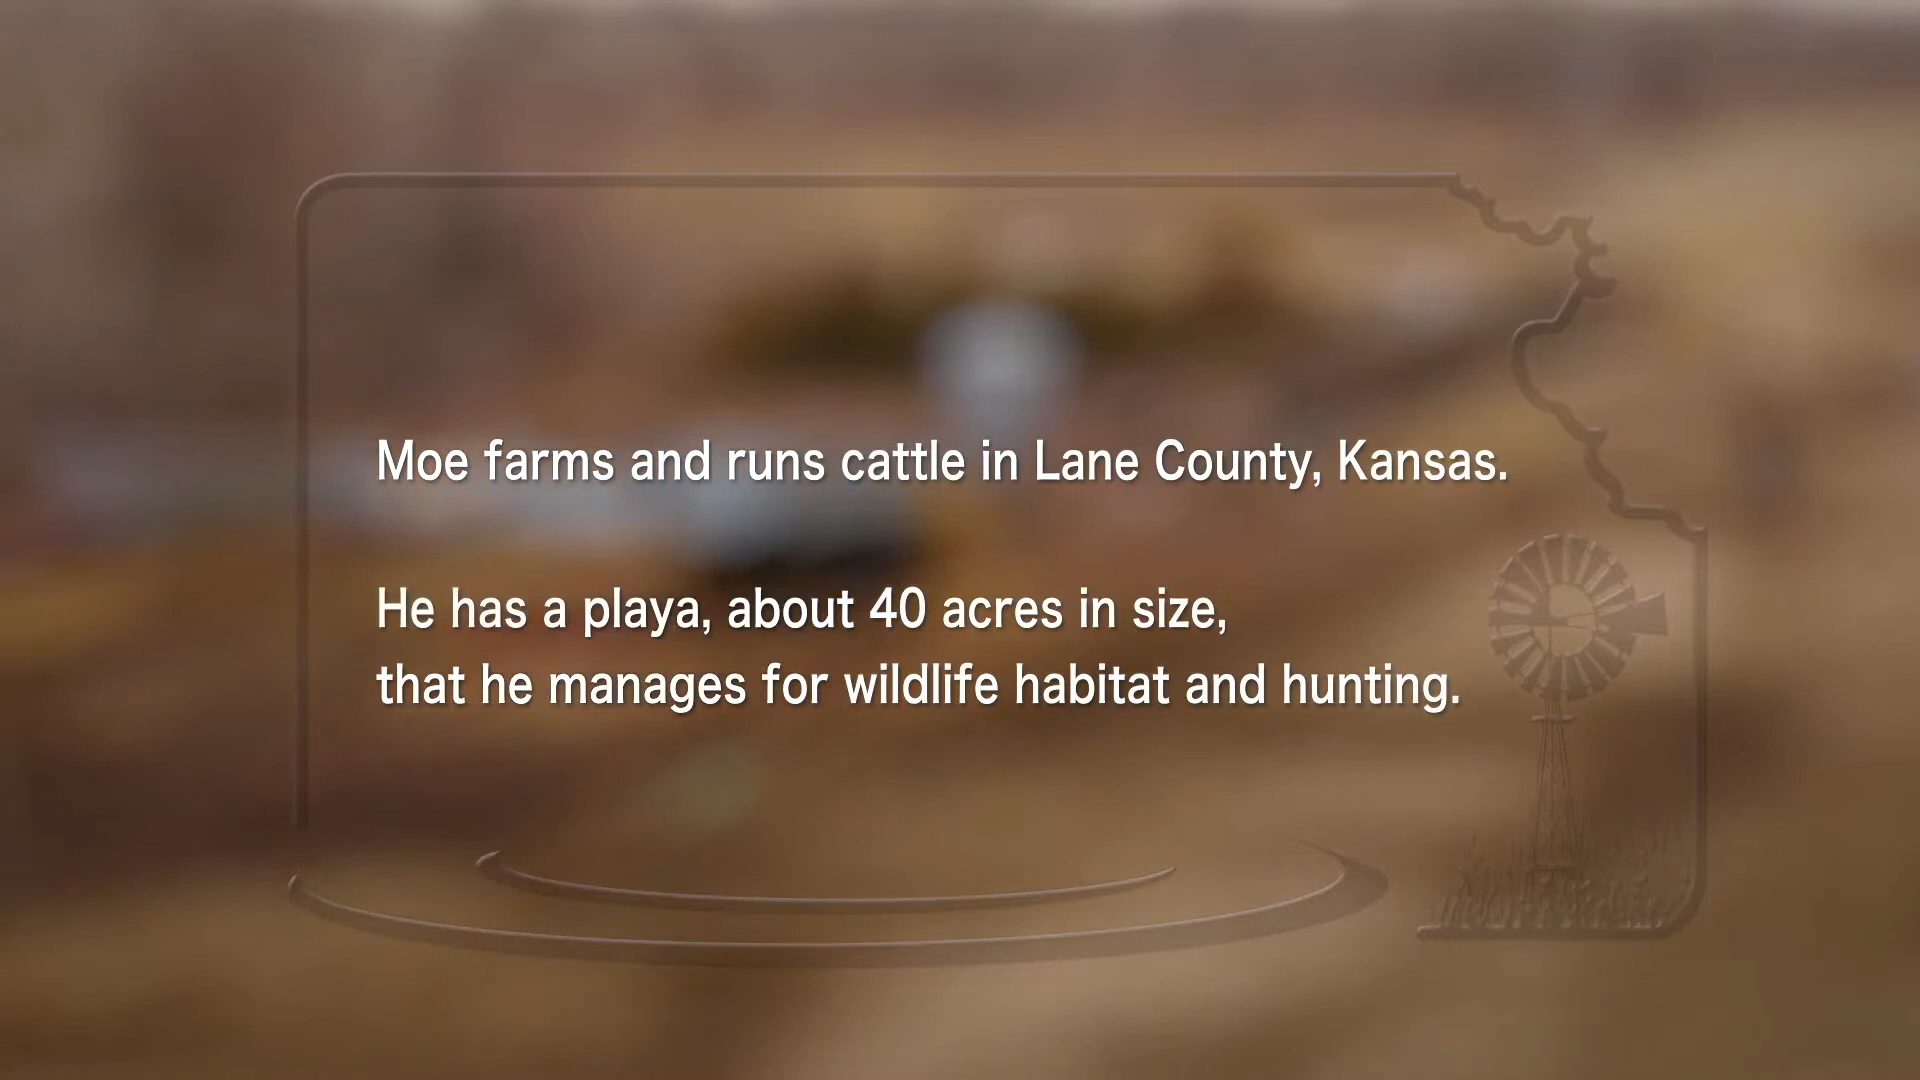 Moe farms and runs cattle in Lane County, Kansas.
He has a playa, about 40 acres in size,
that he manages for wildlife habitat and hunting.